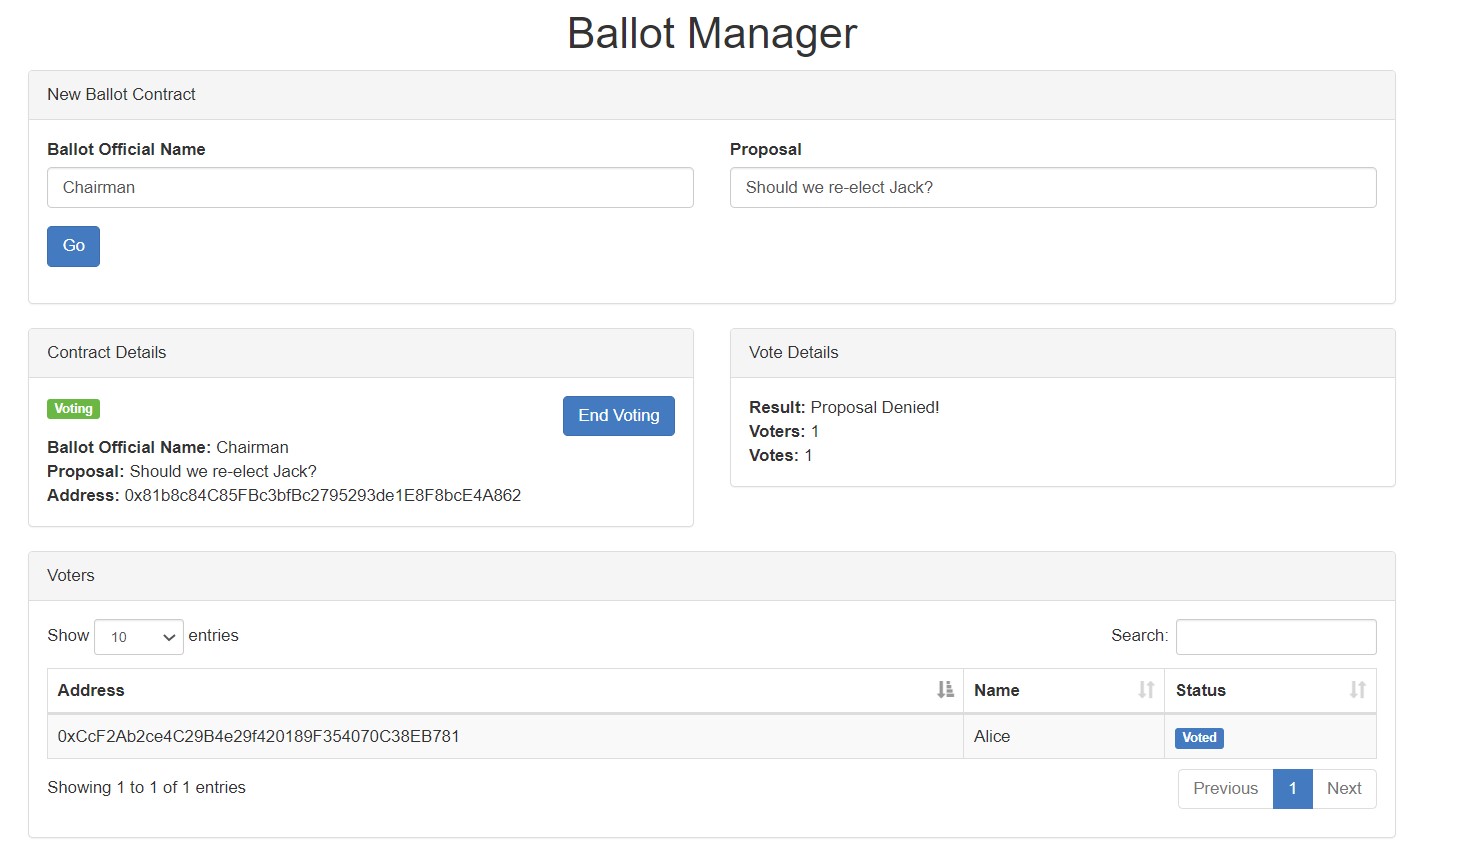 Ballot Manager
New Ballot Contract
Ballot Official Name
Chairman
Proposal
Should we re-elect Jack?
Go
Contract Details
Voting
End Voting
Ballot Official Name: Chairman
Proposal: Should we re-elect Jack?
Address: 0x81b8c84C85FBc3bfBc2795293de1E8F8bcE4A862
Vote Details
Result: Proposal Denied!
Voters: 1
Votes: 1
Voters
Show 10 entries
Search:
Address Name Status
0xCcF2Ab2ce4C29B4e29f420189F354070C38EB781 Alice Voted
Showing 1 to 1 of 1 entries
Previous 1 Next